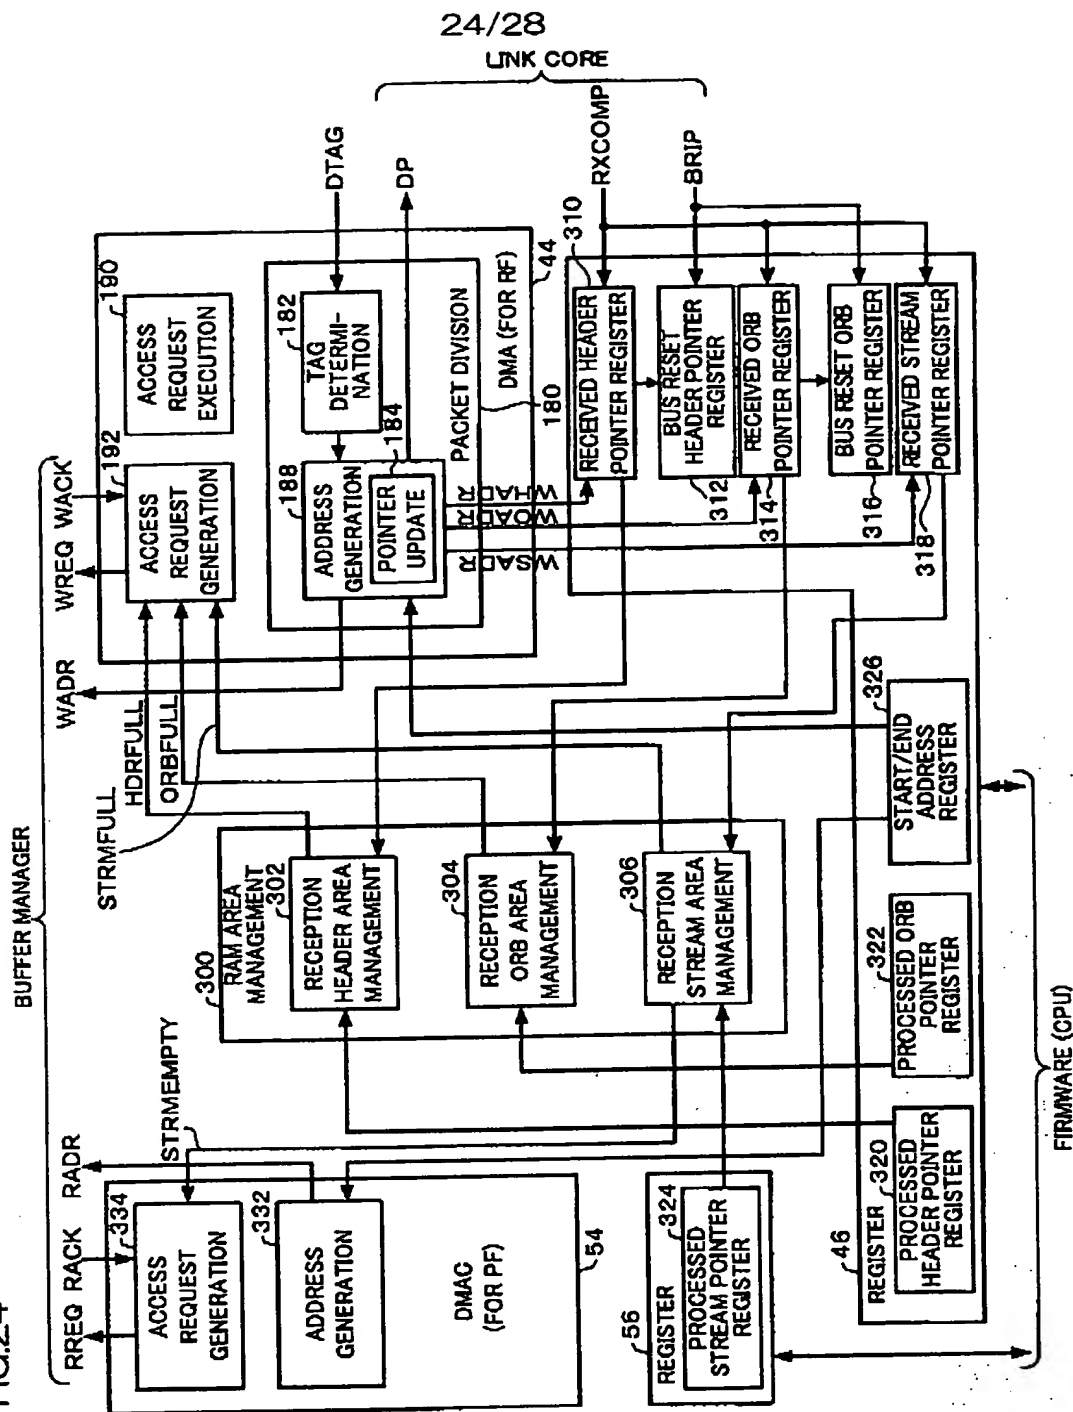 24/28
FIG.24
BUFFER MANAGER
LINK CORE
FIRMWARE (CPU)
RREQ RACK
RADR
STRMEMPTY
STRMFULL
HDRFULL
ORBFULL
WADR
WREQ WACK
DTAG
DP
RXCOMP
BRIP
334
ACCESS
REQUEST
GENERATION
332
ADDRESS
GENERATION
DMAC
(FOR PF)
54
56
REGISTER
324
PROCESSED
STREAM POINTER
REGISTER
300
RAM AREA
MANAGEMENT
302
RECEPTION
HEADER AREA
MANAGEMENT
304
RECEPTION
ORB AREA
MANAGEMENT
306
RECEPTION
STREAM AREA
MANAGEMENT
192
ACCESS
REQUEST
GENERATION
190
ACCESS
REQUEST
EXECUTION
188
ADDRESS
GENERATION
184
POINTER
UPDATE
182
TAG
DETERMI-
NATION
PACKET DIVISION
180
DMA (FOR RF)
44
WHADR
WOADR
WSADR
310
RECEIVED HEADER
POINTER REGISTER
BUS RESET
HEADER POINTER
REGISTER
312
RECEIVED ORB
POINTER REGISTER
314
BUS RESET ORB
POINTER REGISTER
316
RECEIVED STREAM
POINTER REGISTER
318
46
REGISTER
320
PROCESSED
HEADER POINTER
REGISTER
322
PROCESSED ORB
POINTER
REGISTER
326
START/END
ADDRESS
REGISTER